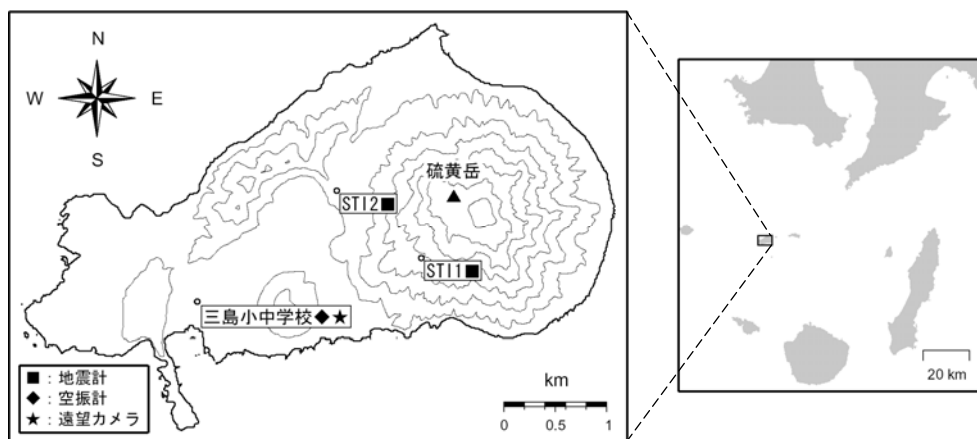 N
W E
S
硫黄岳
STI2■
STI1■
三島小中学校◆★
■：地震計
◆：空振計
★：遠望カメラ
km
0 0.5 1
20 km